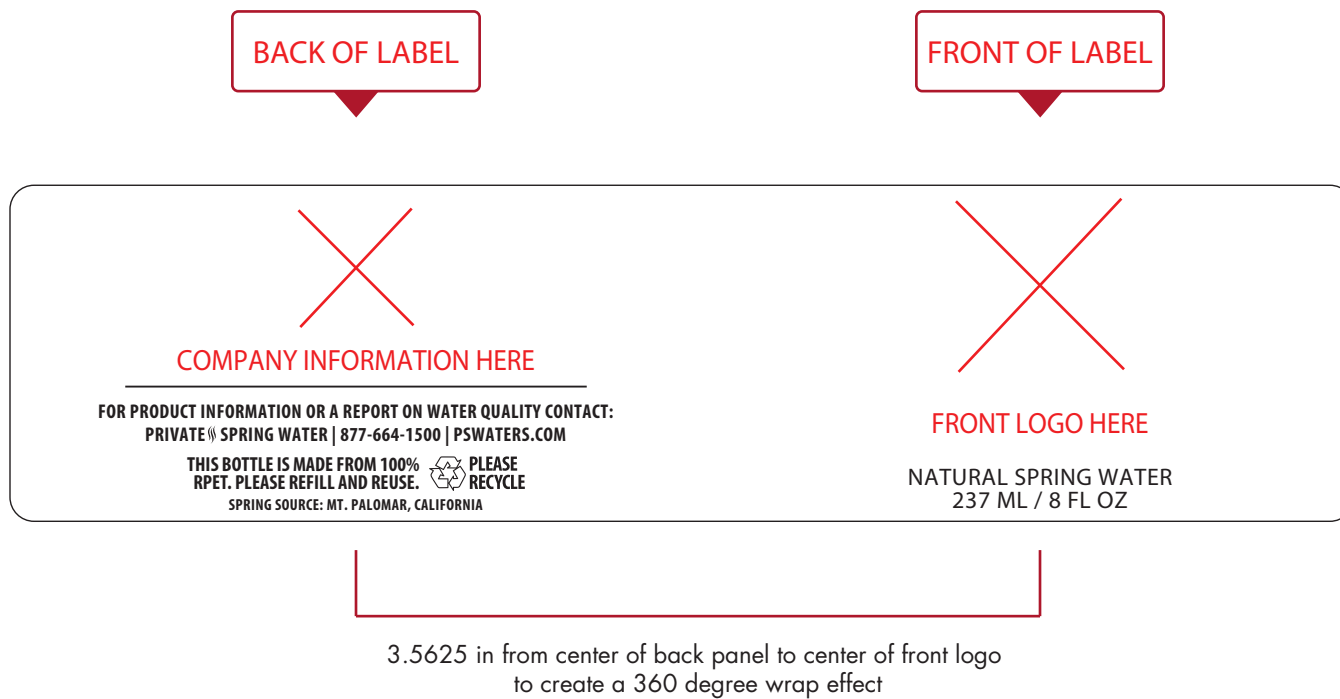 BACK OF LABEL
FRONT OF LABEL
COMPANY INFORMATION HERE
FOR PRODUCT INFORMATION OR A REPORT ON WATER QUALITY CONTACT:
PRIVATE SPRING WATER | 877-664-1500 | PSWATERS.COM
THIS BOTTLE IS MADE FROM 100%
RPET. PLEASE REFILL AND REUSE.
PLEASE
RECYCLE
SPRING SOURCE: MT. PALOMAR, CALIFORNIA
FRONT LOGO HERE
NATURAL SPRING WATER
237 ML / 8 FL OZ
3.5625 in from center of back panel to center of front logo
to create a 360 degree wrap effect